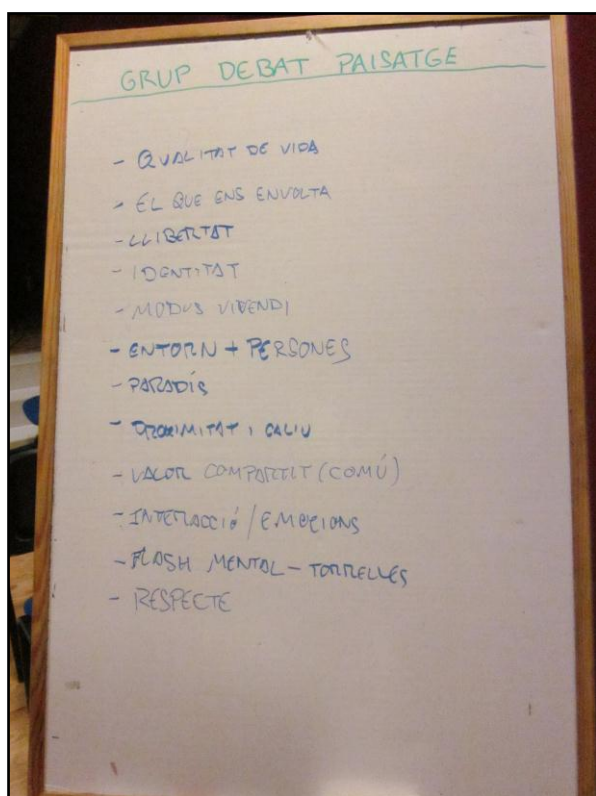 GRUP DEBAT PAISATGE
- QUALITAT DE VIDA
- EL QUE ENS ENVOLTA
- LLIBERTAT
- IDENTITAT
- MODUS VIVENDI
- ENTORN + PERSONES
- PARADÍS
- PROXIMITAT I CALIU
- VALOR COMPARTIT (COMÚ)
- INTERACCIÓ / EMOCIONS
- FLASH MENTAL - TORRELLES
- RESPECTE